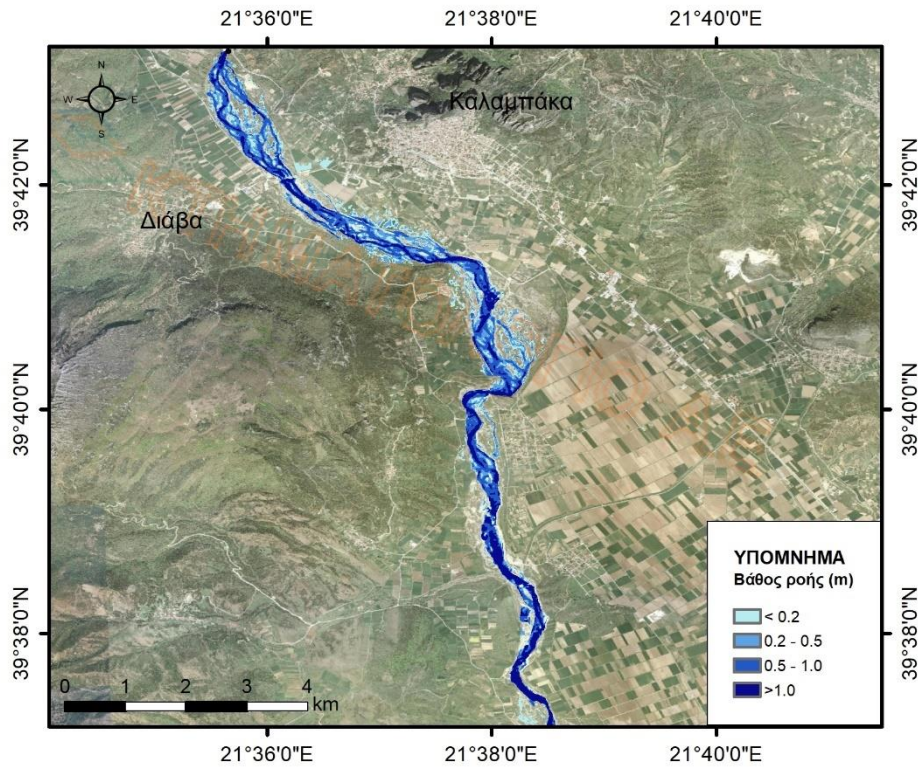 21°36'0"E 21°38'0"E 21°40'0"E
N
W E
S
Καλαμπάκα
39°42'0"N 39°42'0"N
Διάβα
39°40'0"N 39°40'0"N
ΥΠΟΜΝΗΜΑ
Βάθος ροής (m)
< 0.2
0.2 - 0.5
0.5 - 1.0
>1.0
39°38'0"N 39°38'0"N
0 1 2 3 4
km
21°36'0"E 21°38'0"E 21°40'0"E